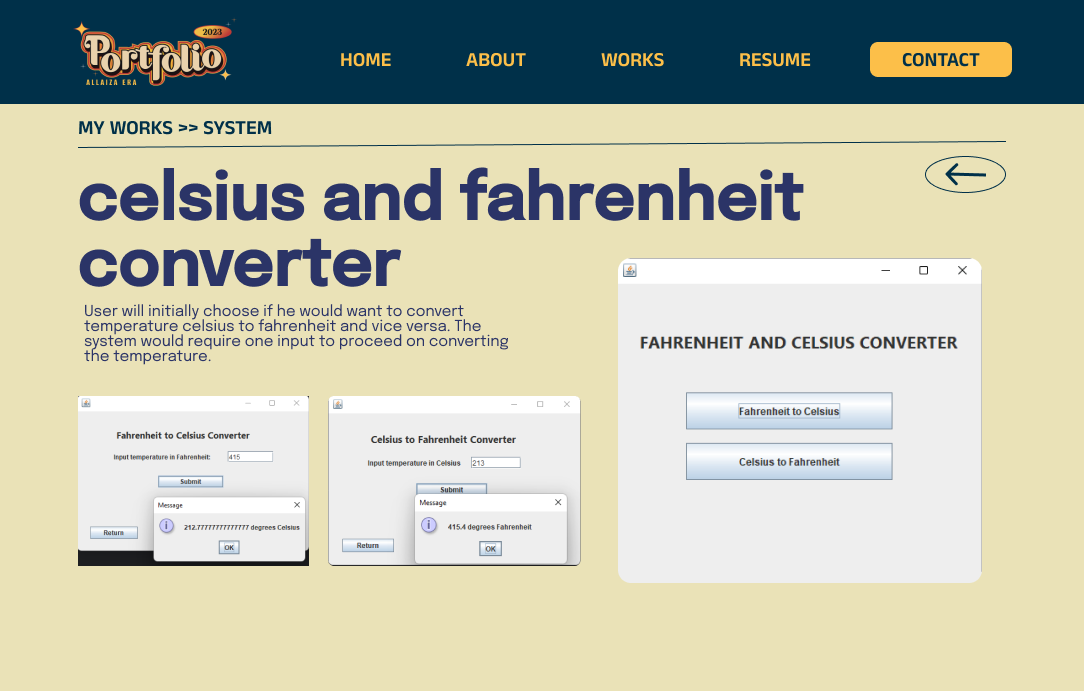 2023
Portfolio
ALLAIZA ERA
HOME
ABOUT
WORKS
RESUME
CONTACT
MY WORKS >> SYSTEM
celsius and fahrenheit
converter
User will initially choose if he would want to convert
temperature celsius to fahrenheit and vice versa. The
system would require one input to proceed on converting
the temperature.
Fahrenheit to Celsius Converter
Input temperature in Fahrenheit: 415
Submit
Message
212.77777777777777 degrees Celsius
OK
Return
Celsius to Fahrenheit Converter
Input temperature in Celsius 213
Submit
Message
415.4 degrees Fahrenheit
OK
Return
FAHRENHEIT AND CELSIUS CONVERTER
Fahrenheit to Celsius
Celsius to Fahrenheit